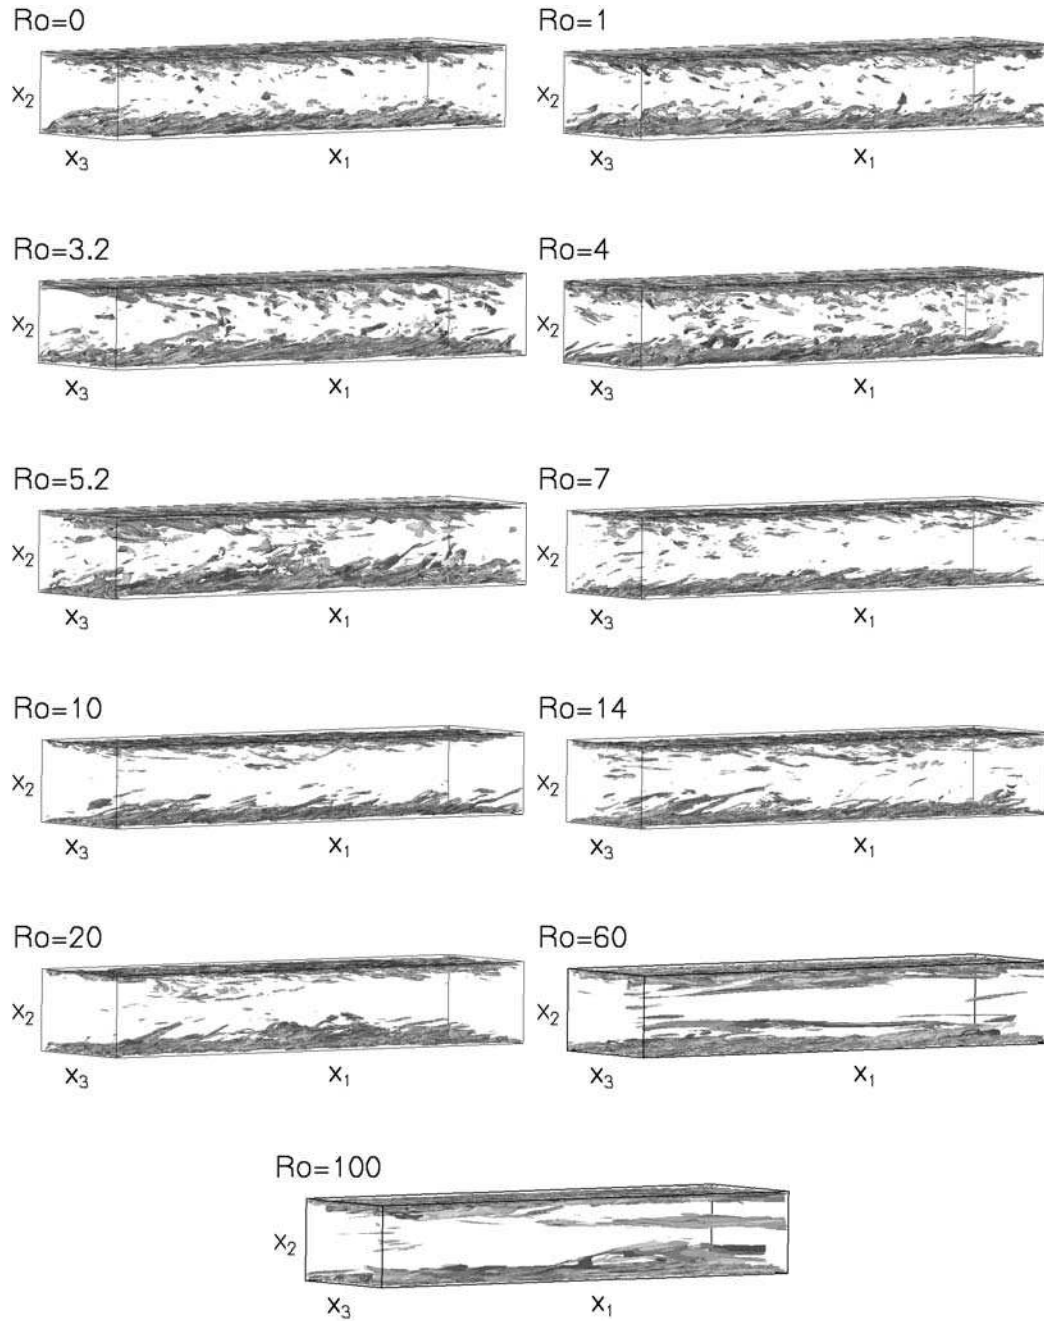 Ro=0
Ro=1
x₂
x₃
x₁
x₂
x₃
x₁
Ro=3.2
Ro=4
x₂
x₃
x₁
x₂
x₃
x₁
Ro=5.2
Ro=7
x₂
x₃
x₁
x₂
x₃
x₁
Ro=10
Ro=14
x₂
x₃
x₁
x₂
x₃
x₁
Ro=20
Ro=60
x₂
x₃
x₁
x₂
x₃
x₁
Ro=100
x₂
x₃
x₁